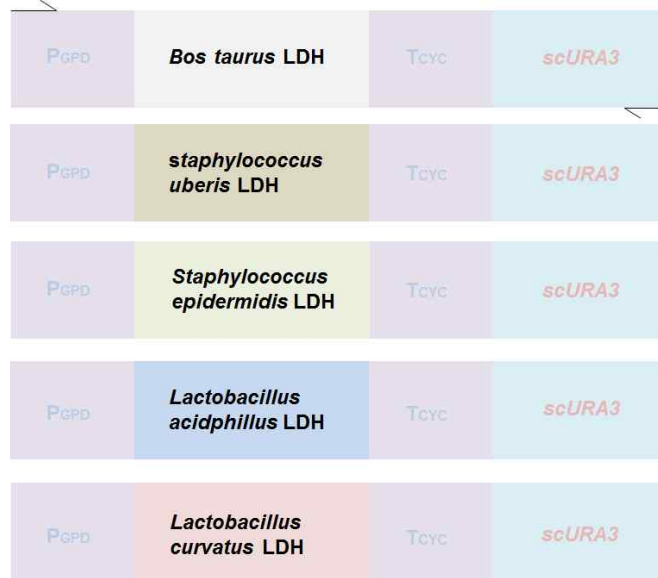 PGPD Bos taurus LDH TCYC scURA3
PGPD staphylococcus uberis LDH TCYC scURA3
PGPD Staphylococcus epidermidis LDH TCYC scURA3
PGPD Lactobacillus acidphillus LDH TCYC scURA3
PGPD Lactobacillus curvatus LDH TCYC scURA3